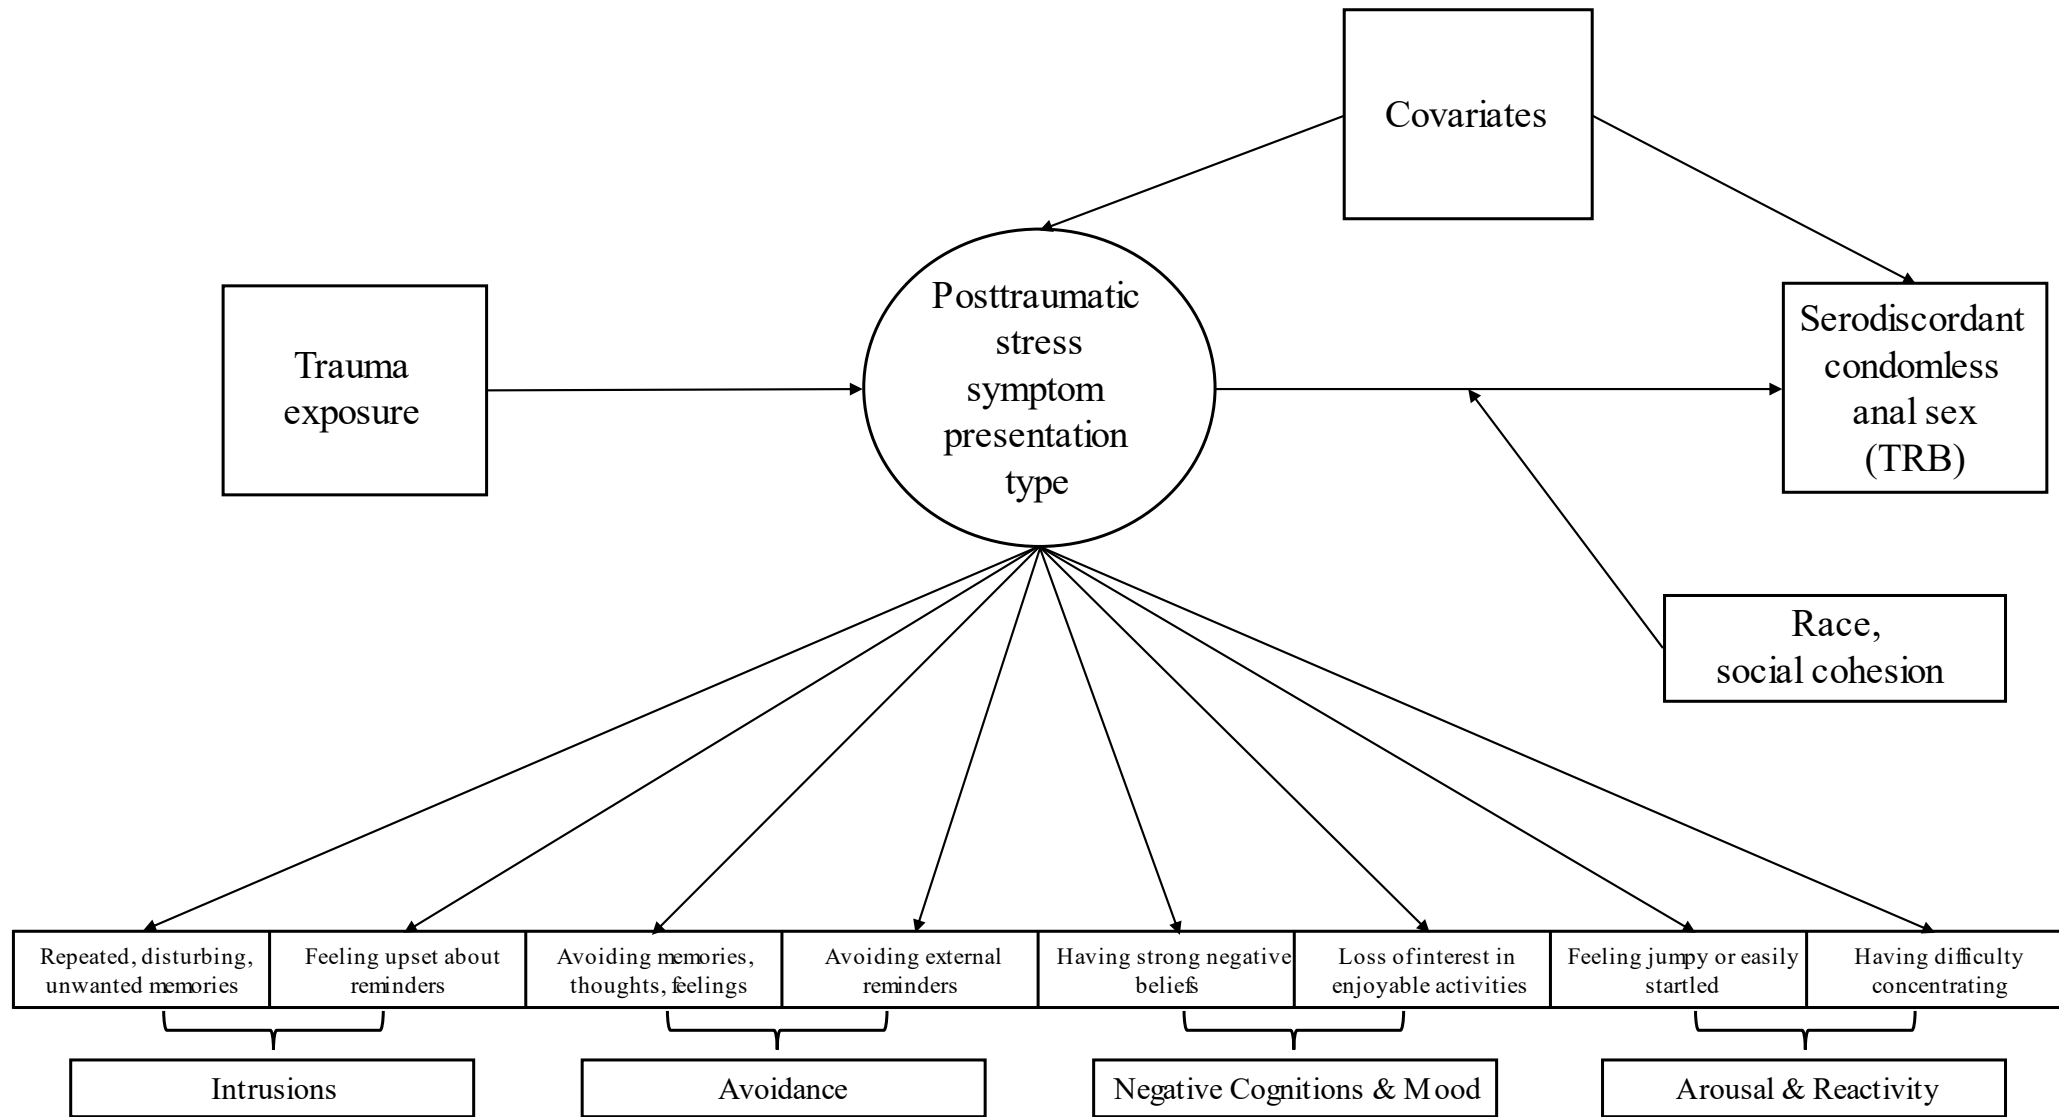 Covariates
Trauma
exposure
Posttraumatic
stress
symptom
presentation
type
Serodiscordant
condomless
anal sex
(TRB)
Race,
social cohesion
Repeated, disturbing,
unwanted memories
Feeling upset about
reminders
Avoiding memories,
thoughts, feelings
Avoiding external
reminders
Having strong negative
beliefs
Loss of interest in
enjoyable activities
Feeling jumpy or easily
startled
Having difficulty
concentrating
Intrusions
Avoidance
Negative Cognitions & Mood
Arousal & Reactivity